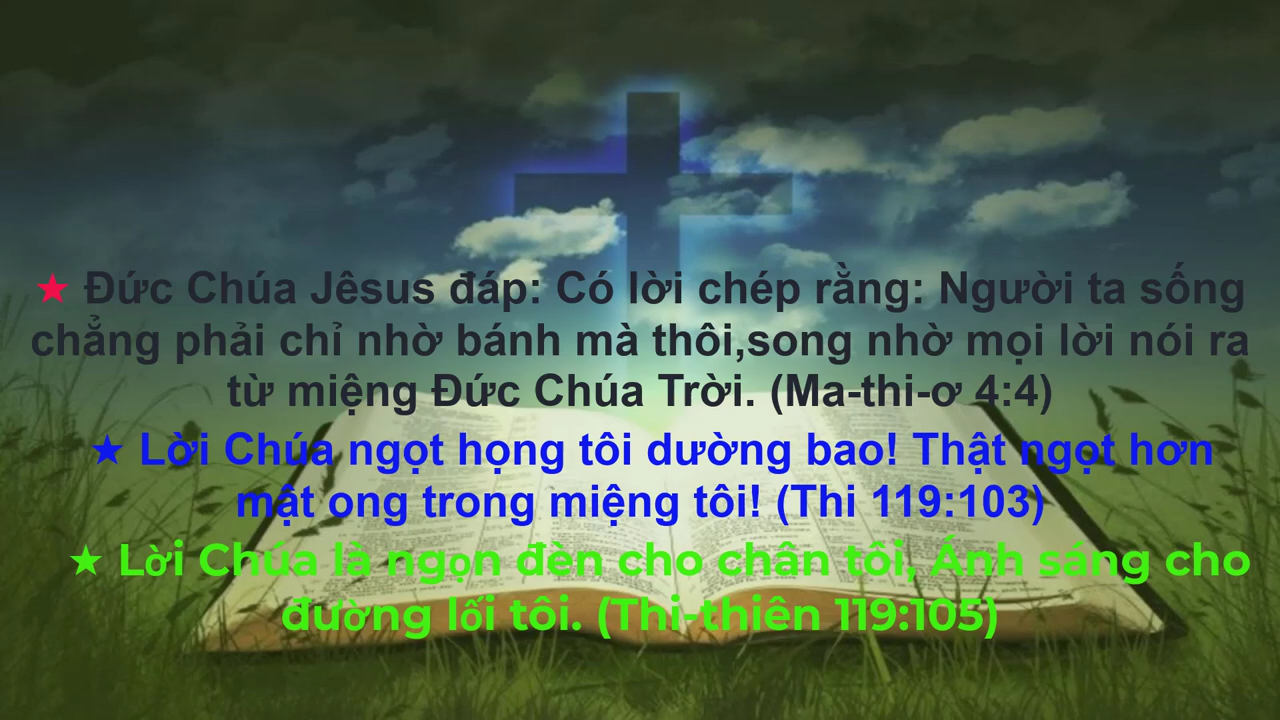 ★ Đức Chúa Jêsus đáp: Có lời chép rằng: Người ta sống
chẳng phải chỉ nhờ bánh mà thôi,song nhờ mọi lời nói ra
từ miệng Đức Chúa Trời. (Ma-thi-ơ 4:4)
★ Lời Chúa ngọt họng tôi dường bao! Thật ngọt hơn
mật ong trong miệng tôi! (Thi 119:103)
★ Lời Chúa là ngọn đèn cho chân tôi, Ánh sáng cho
đường lối tôi. (Thi-thiên 119:105)